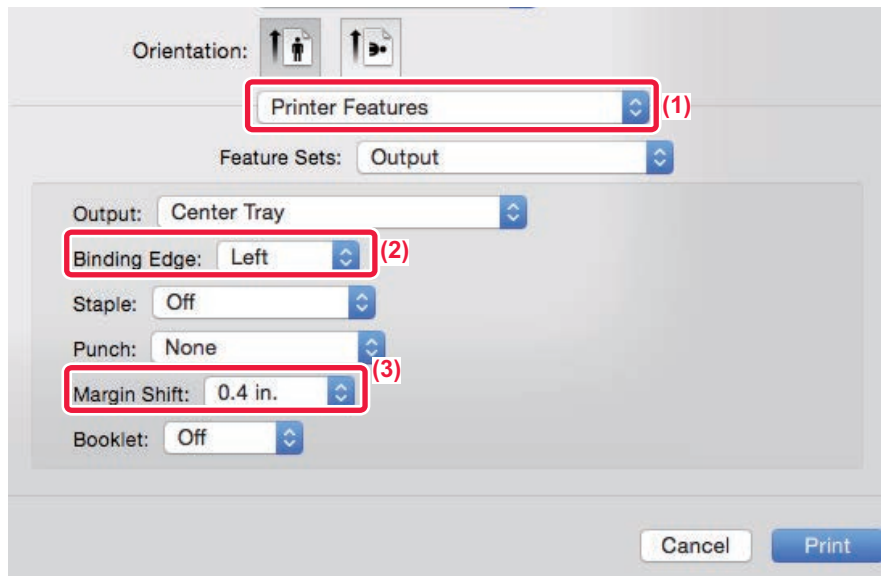 Orientation:
Printer Features (1)
Feature Sets: Output
Output: Center Tray
Binding Edge: Left (2)
Staple: Off
Punch: None
(3)
Margin Shift: 0.4 in.
Booklet: Off
Cancel Print